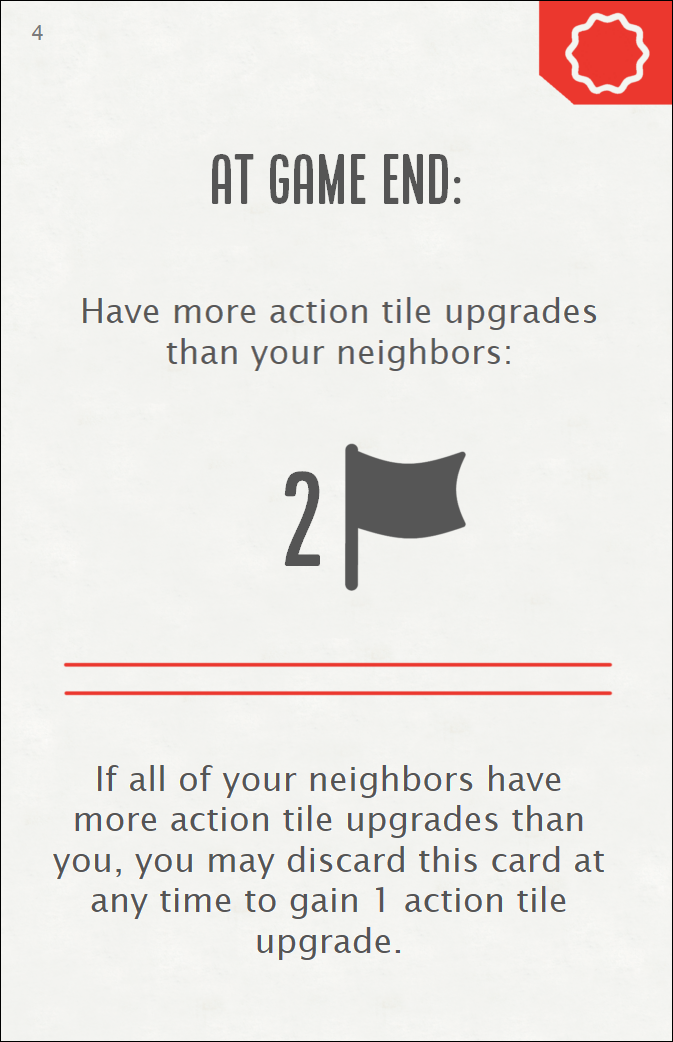 4
AT GAME END:
Have more action tile upgrades
than your neighbors:
2
If all of your neighbors have
more action tile upgrades than
you, you may discard this card at
any time to gain 1 action tile
upgrade.